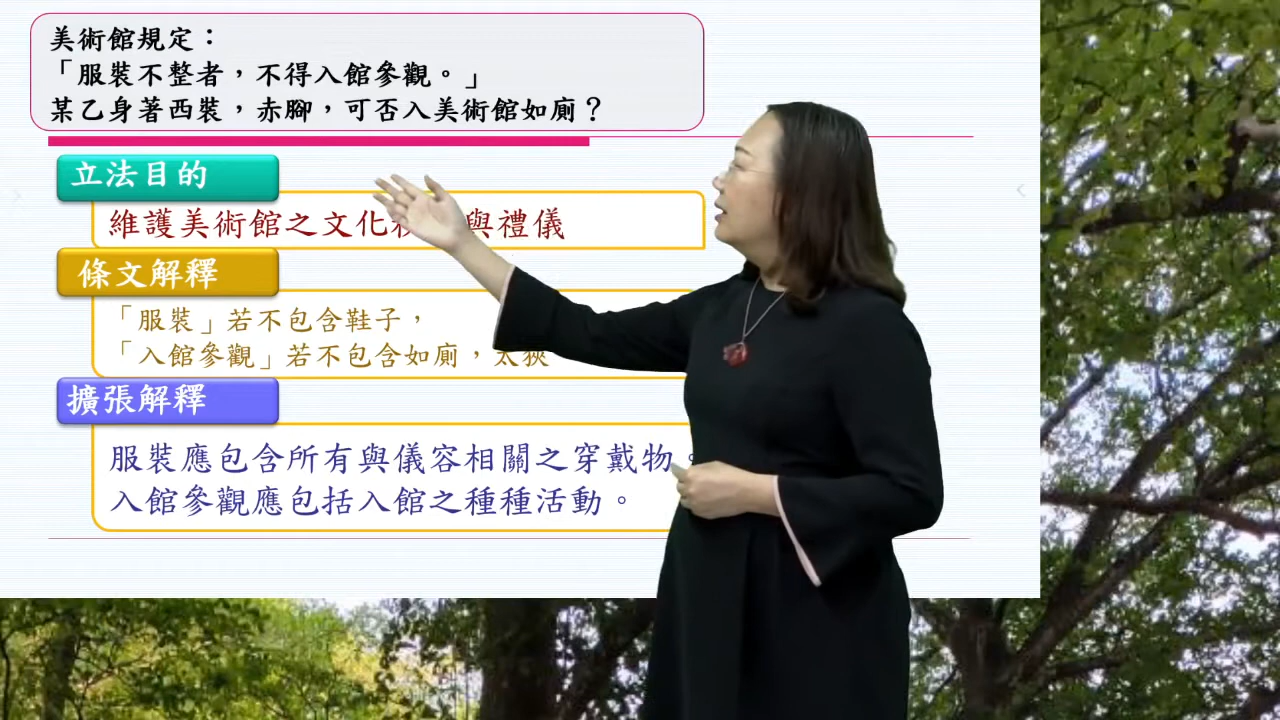 美術館規定：
「服裝不整者，不得入館參觀。」
某乙身著西裝，赤腳，可否入美術館如廁？
立法目的
維護美術館之文化 與禮儀
條文解釋
「服裝」若不包含鞋子，
「入館參觀」若不包含如廁，太狹
擴張解釋
服裝應包含所有與儀容相關之穿戴物。
入館參觀應包括入館之種種活動。